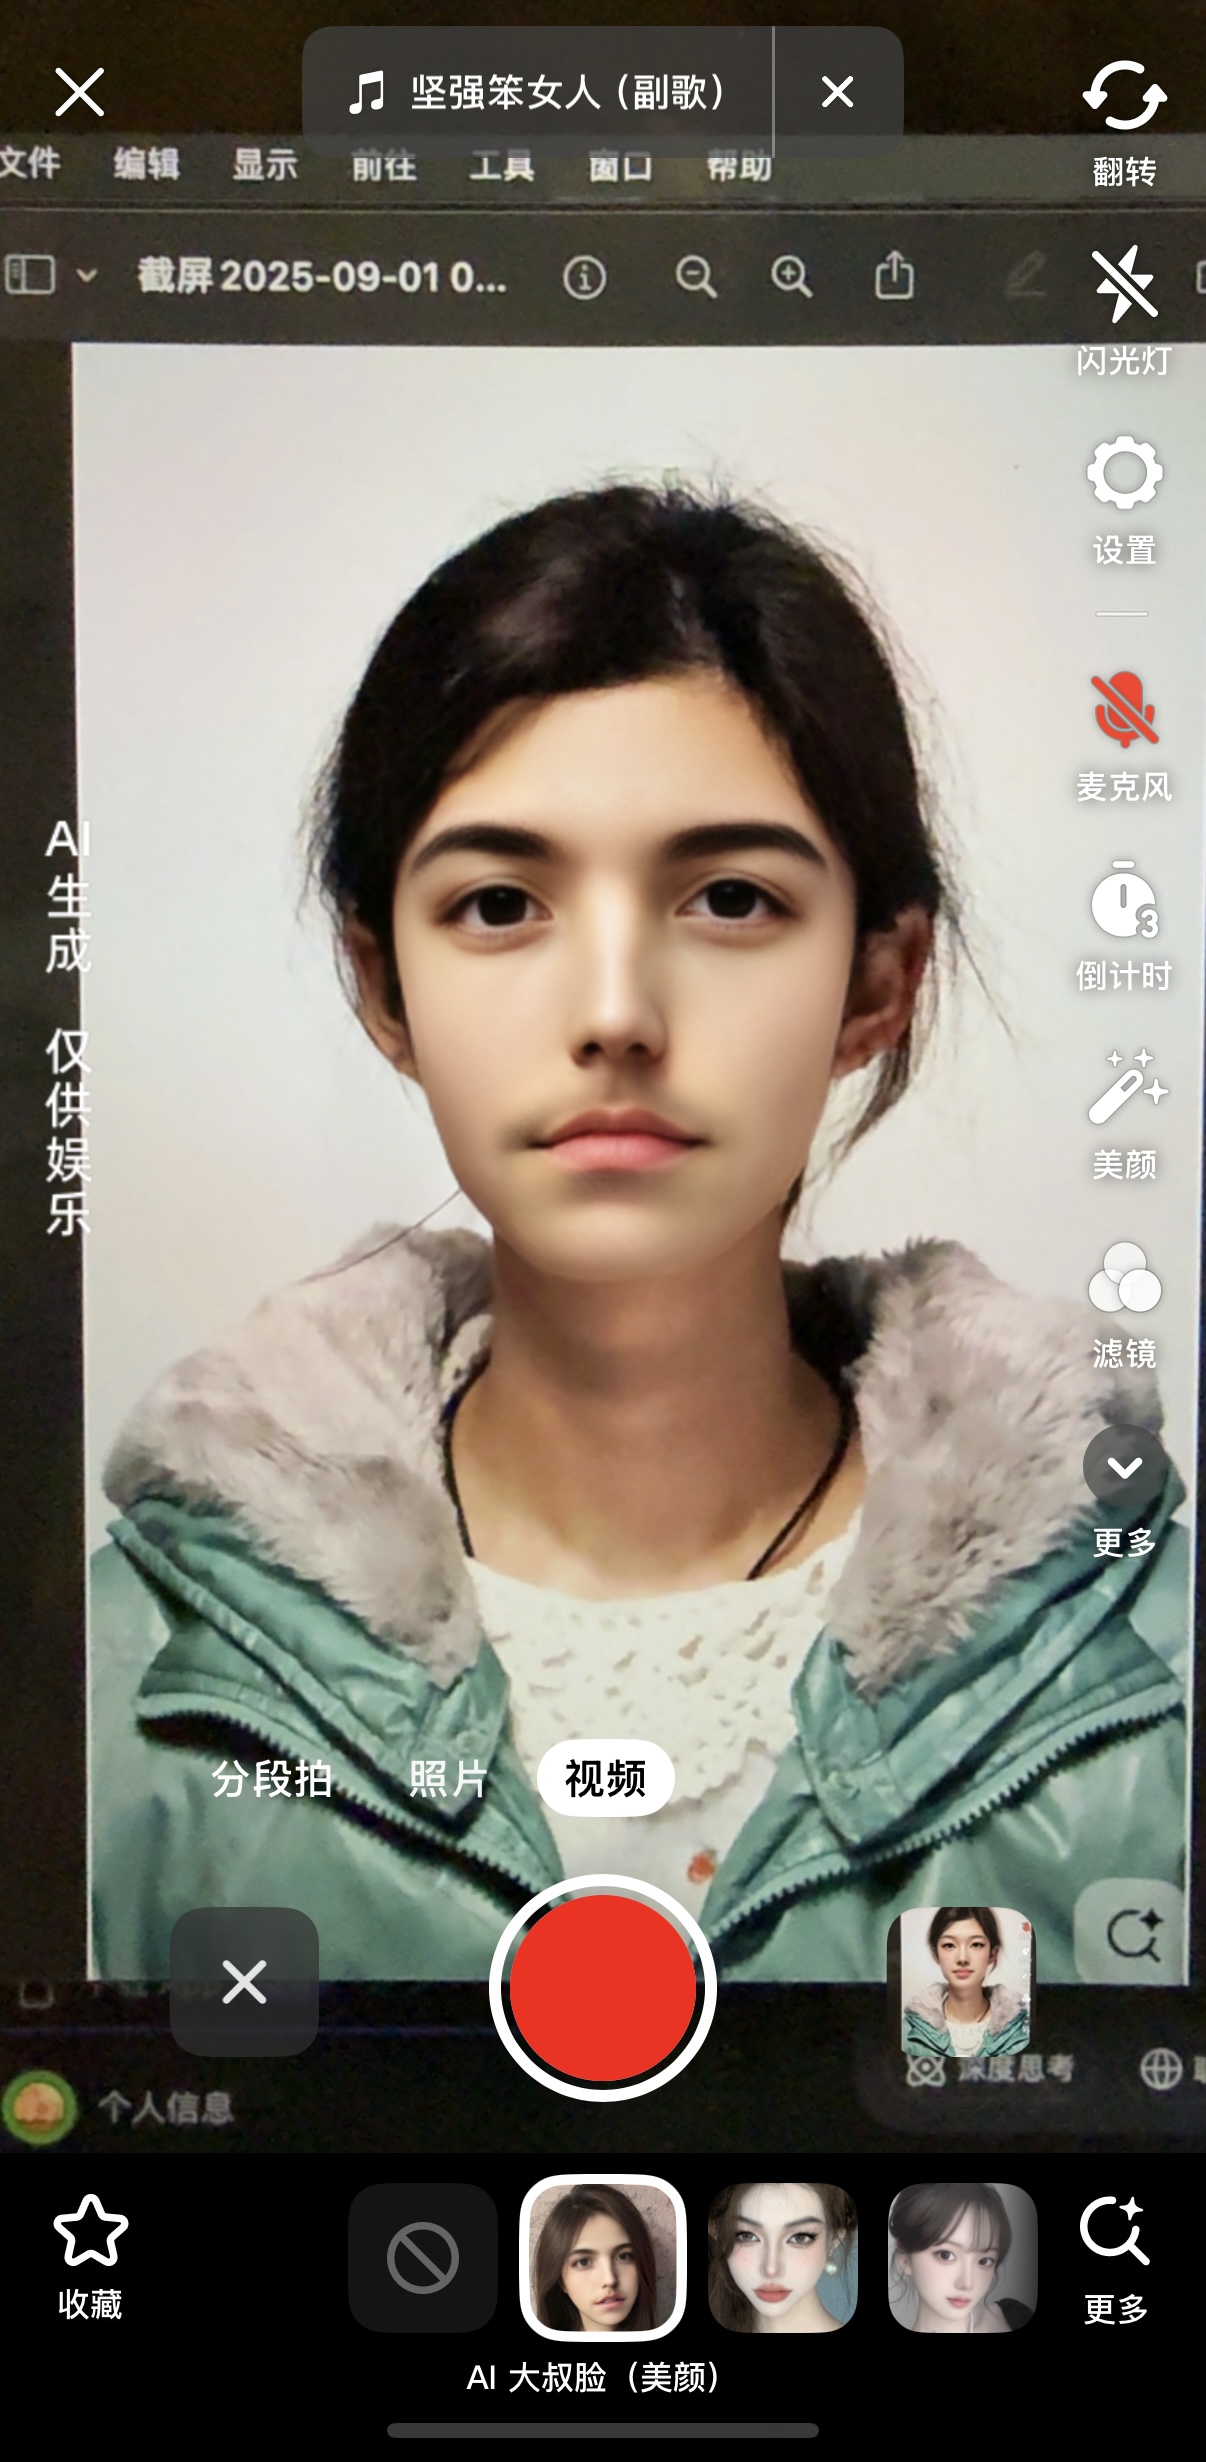 坚强笨女人（副歌）
翻转
文件 编辑 显示 前往 工具 窗口 帮助
截屏 2025-09-01 0...
闪光灯
设置
麦克风
3
倒计时
AI生成 仅供娱乐
美颜
滤镜
更多
分段拍 照片 视频
深度思考
个人信息
收藏
更多
AI 大叔脸（美颜）